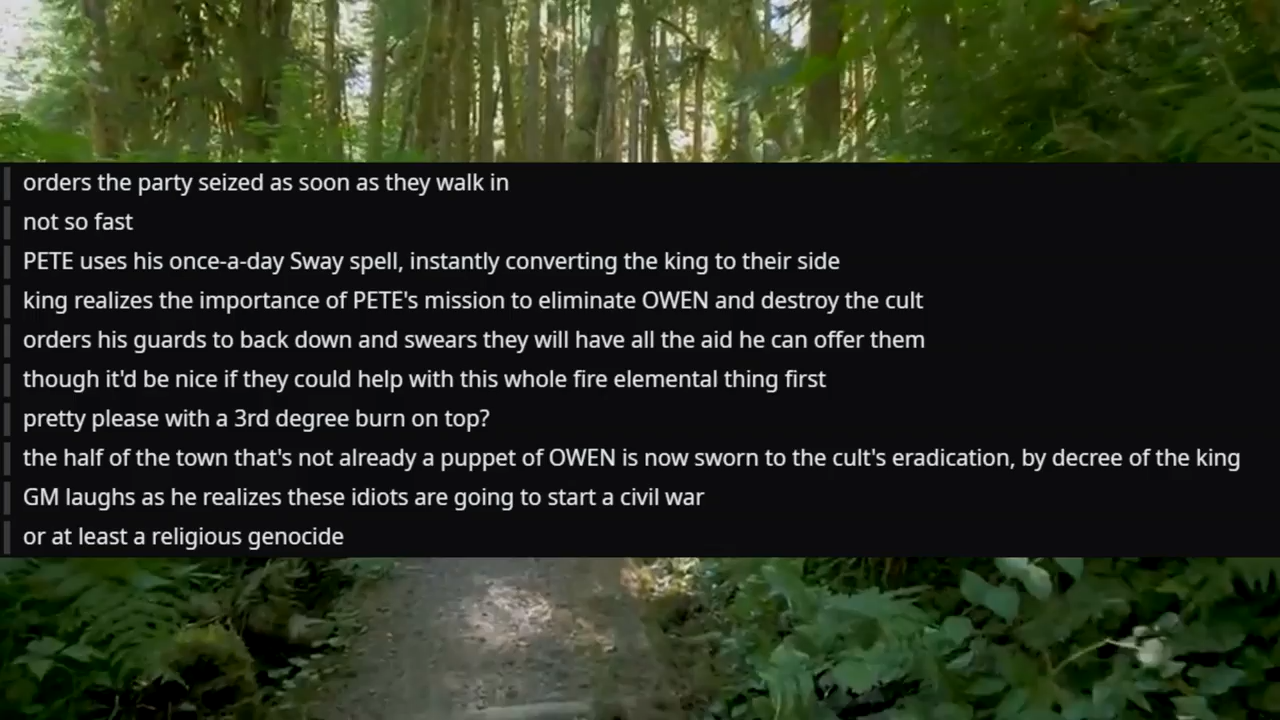 orders the party seized as soon as they walk in
not so fast
PETE uses his once-a-day Sway spell, instantly converting the king to their side
king realizes the importance of PETE's mission to eliminate OWEN and destroy the cult
orders his guards to back down and swears they will have all the aid he can offer them
though it'd be nice if they could help with this whole fire elemental thing first
pretty please with a 3rd degree burn on top?
the half of the town that's not already a puppet of OWEN is now sworn to the cult's eradication, by decree of the king
GM laughs as he realizes these idiots are going to start a civil war
or at least a religious genocide